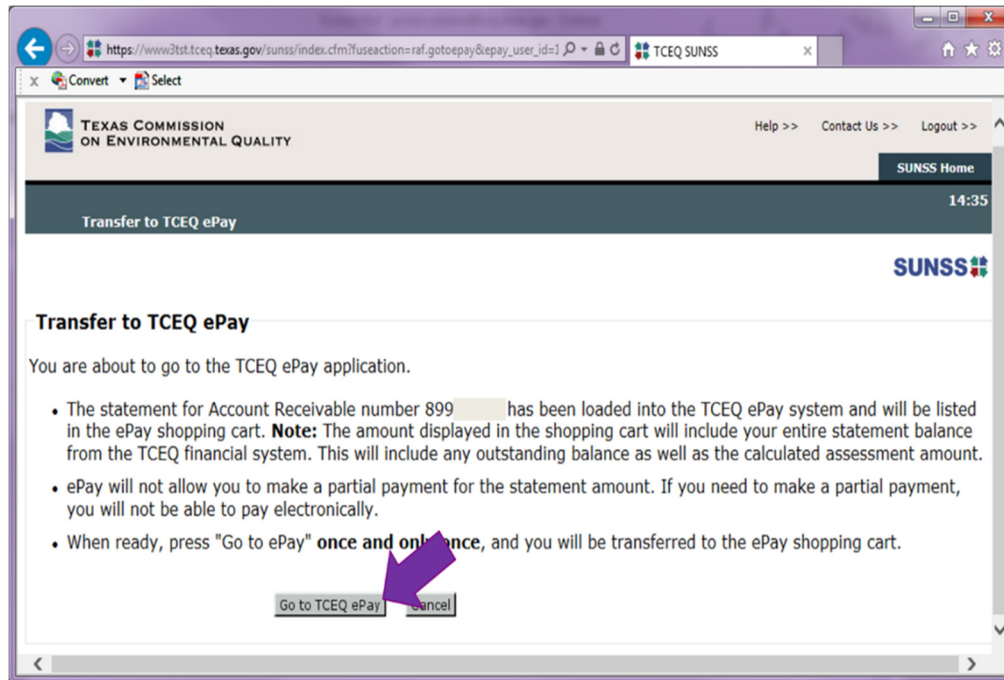 https://www3tst.tceq.texas.gov/sunss/index.cfm?fuseaction=raf.gotoepay&epay_user_id=1
TCEQ SUNSS
x Convert Select
TEXAS COMMISSION
ON ENVIRONMENTAL QUALITY
Help >> Contact Us >> Logout >>
SUNSS Home
14:35
Transfer to TCEQ ePay
SUNSS
Transfer to TCEQ ePay
You are about to go to the TCEQ ePay application.
• The statement for Account Receivable number 899 has been loaded into the TCEQ ePay system and will be listed
in the ePay shopping cart. Note: The amount displayed in the shopping cart will include your entire statement balance
from the TCEQ financial system. This will include any outstanding balance as well as the calculated assessment amount.
• ePay will not allow you to make a partial payment for the statement amount. If you need to make a partial payment,
you will not be able to pay electronically.
• When ready, press "Go to ePay" once and only once, and you will be transferred to the ePay shopping cart.
Go to TCEQ ePay Cancel